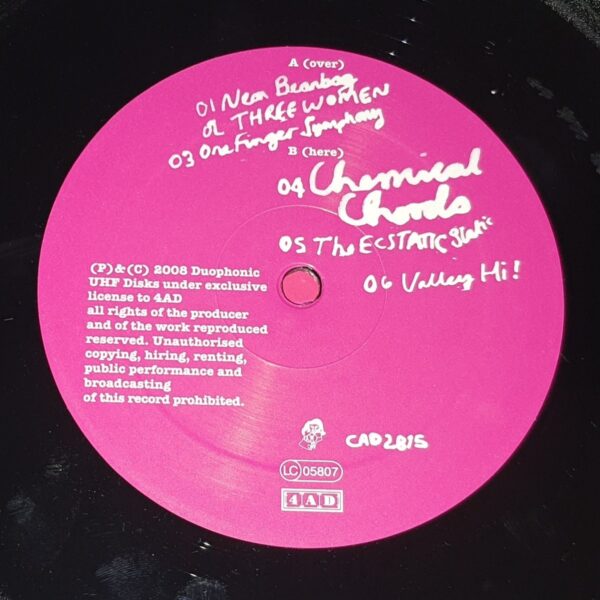 A (over)
01 Neon Beanbag
02 THREE WOMEN
03 One Finger Symphony
B (here)
04 Chemical
Chords
05 The ECSTATIC Static
06 Valley Hi!
(P)&(C) 2008 Duophonic
UHF Disks under exclusive
license to 4AD
all rights of the producer
and of the work reproduced
reserved. Unauthorised
copying, hiring, renting,
public performance and
broadcasting
of this record prohibited.
CAD2815
LC 05807
4AD